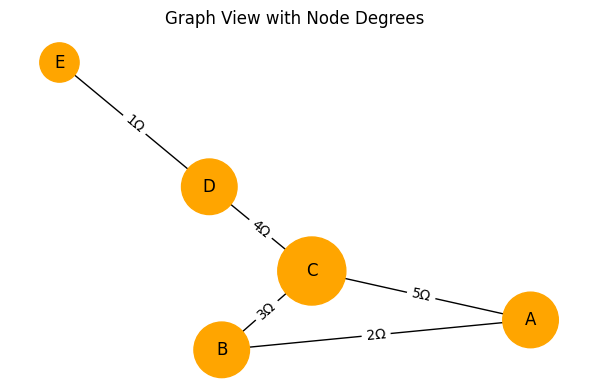 Graph View with Node Degrees
E
1Ω
D
4Ω
C
5Ω
3Ω
A
2Ω
B